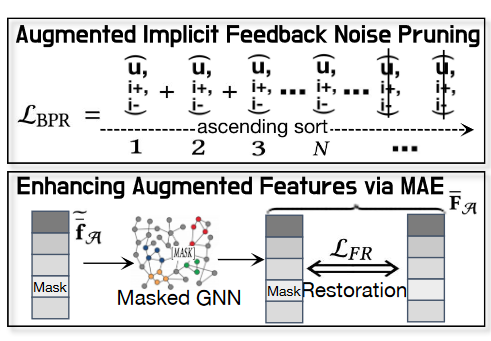 Augmented Implicit Feedback Noise Pruning
(u, i+, i-) + (u, i+, i-) + (u, i+, i-) ... (u, i+, i-) ... (u, i+, i-) (u, i+, i-)
ℒBPR =
ascending sort
1 2 3 N ...
Enhancing Augmented Features via MAE
f̃̄𝒜
F̄𝒜
MASK
ℒFR
Mask
Mask Restoration
Masked GNN